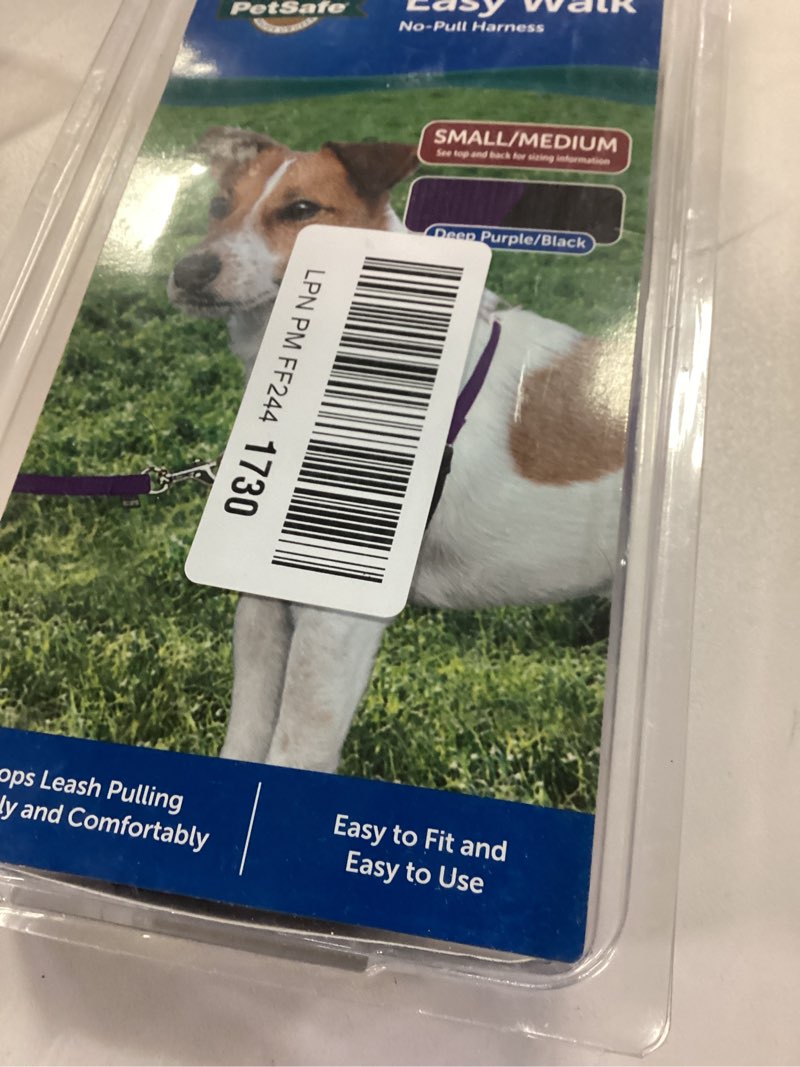 PetSafe
Easy Walk
No-Pull Harness
SMALL/MEDIUM
See top and back for sizing information
Deep Purple/Black
LPN PM FF244 1730
ops Leash Pulling
ly and Comfortably
Easy to Fit and
Easy to Use